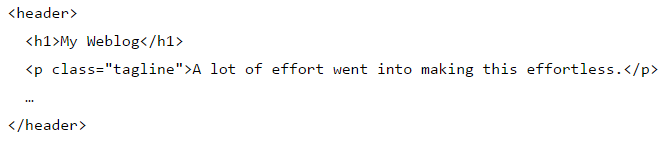 <header>
<h1>My Weblog</h1>
<p class="tagline">A lot of effort went into making this effortless.</p>
…
</header>